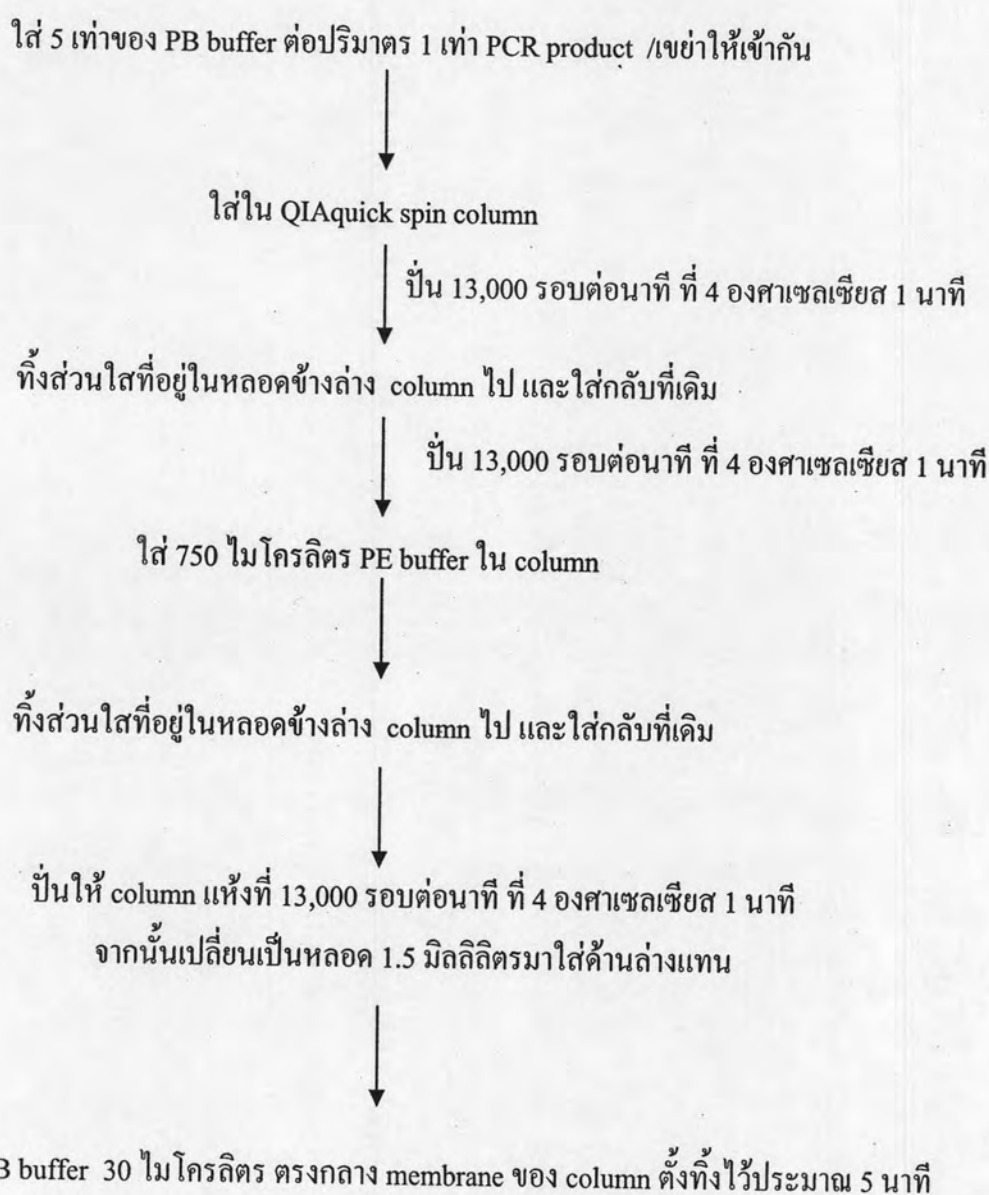 ใส่ 5 เท่าของ PB buffer ต่อปริมาตร 1 เท่า PCR product /เขย่าให้เข้ากัน
ใส่ใน QIAquick spin column
ปั่น 13,000 รอบต่อนาที ที่ 4 องศาเซลเซียส 1 นาที
ทิ้งส่วนใสที่อยู่ในหลอดข้างล่าง column ไป และใส่กลับที่เดิม
ปั่น 13,000 รอบต่อนาที ที่ 4 องศาเซลเซียส 1 นาที
ใส่ 750 ไมโครลิตร PE buffer ใน column
ทิ้งส่วนใสที่อยู่ในหลอดข้างล่าง column ไป และใส่กลับที่เดิม
ปั่นให้ column แห้งที่ 13,000 รอบต่อนาที ที่ 4 องศาเซลเซียส 1 นาที
จากนั้นเปลี่ยนเป็นหลอด 1.5 มิลลิลิตรมาใส่ด้านล่างแทน
buffer 30 ไมโครลิตร ตรงกลาง membrane ของ column ตั้งทิ้งไว้ประมาณ 5 นาที